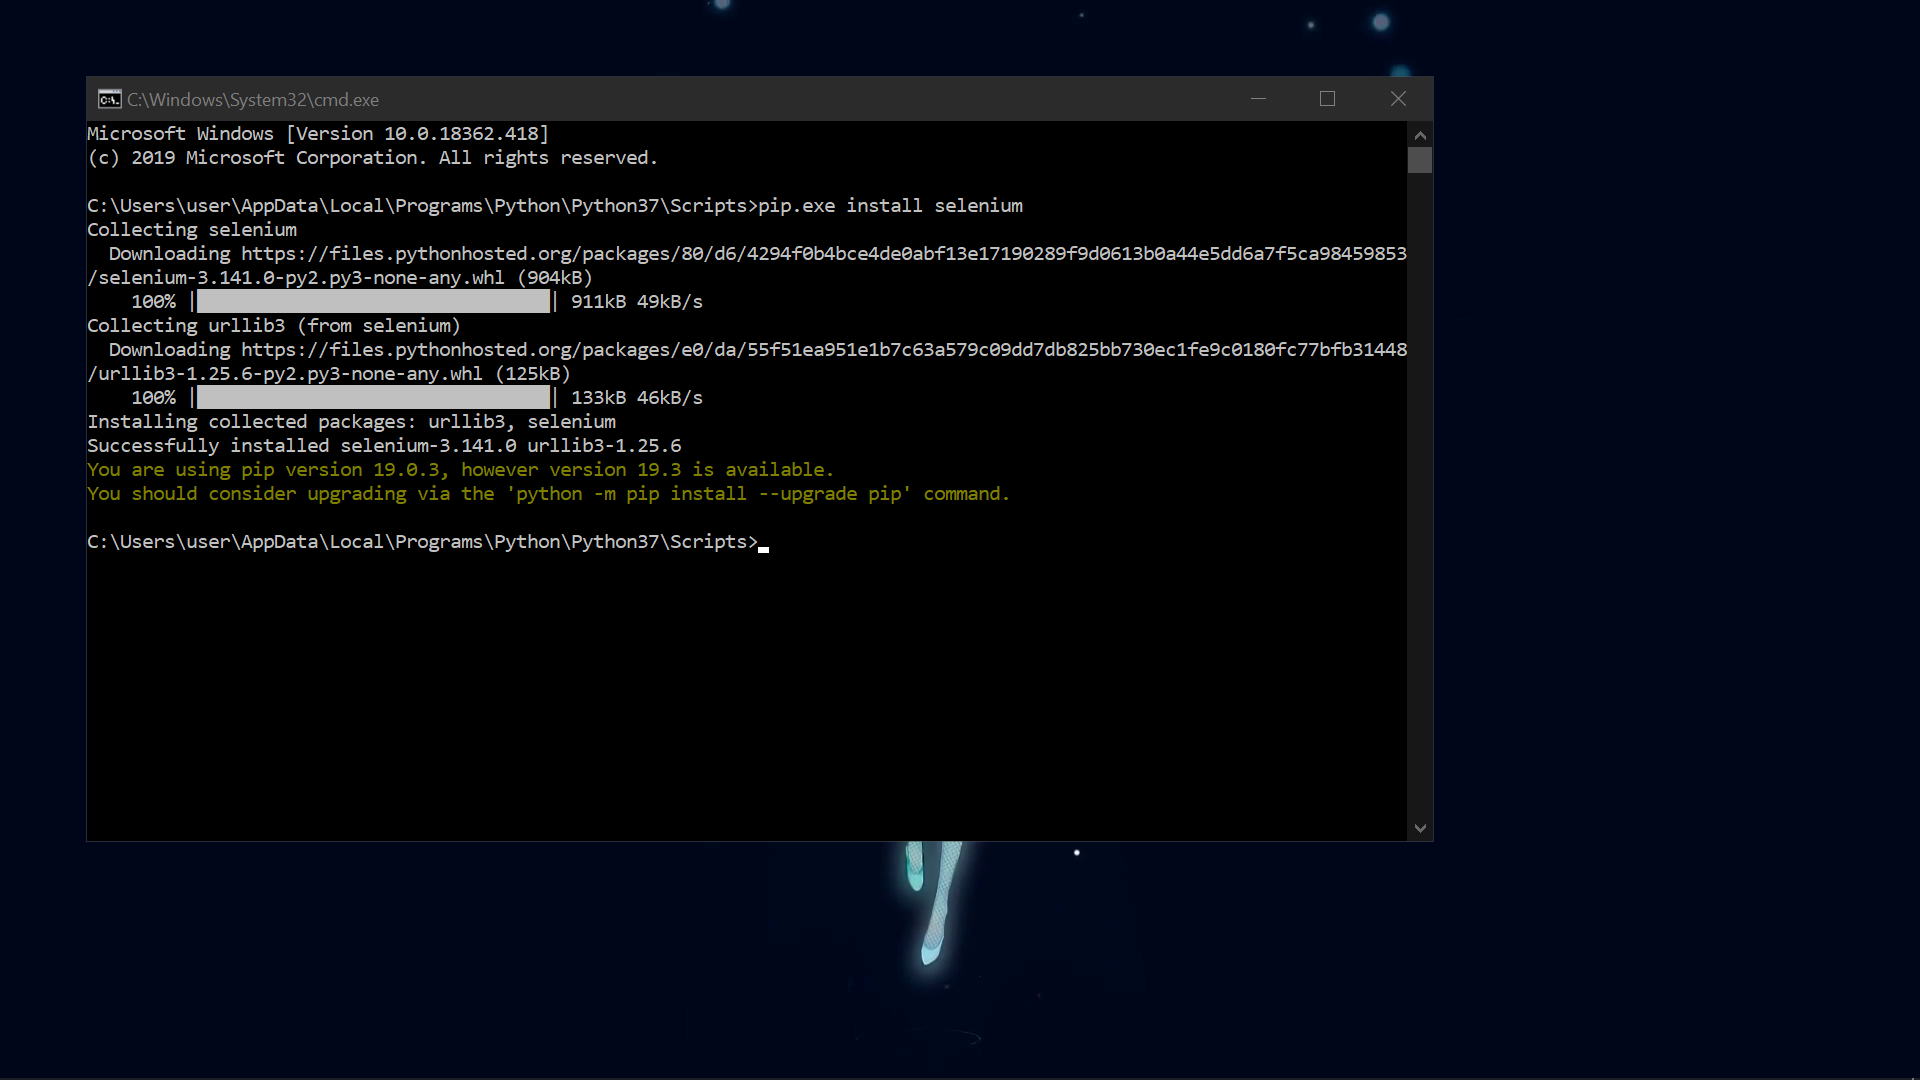 C:\Windows\System32\cmd.exe
Microsoft Windows [Version 10.0.18362.418]
(c) 2019 Microsoft Corporation. All rights reserved.
C:\Users\user\AppData\Local\Programs\Python\Python37\Scripts>pip.exe install selenium
Collecting selenium
Downloading https://files.pythonhosted.org/packages/80/d6/4294f0b4bce4de0abf13e17190289f9d0613b0a44e5dd6a7f5ca98459853
/selenium-3.141.0-py2.py3-none-any.whl (904kB)
100% |████████████████████████████████| 911kB 49kB/s
Collecting urllib3 (from selenium)
Downloading https://files.pythonhosted.org/packages/e0/da/55f51ea951e1b7c63a579c09dd7db825bb730ec1fe9c0180fc77bfb31448
/urllib3-1.25.6-py2.py3-none-any.whl (125kB)
100% |████████████████████████████████| 133kB 46kB/s
Installing collected packages: urllib3, selenium
Successfully installed selenium-3.141.0 urllib3-1.25.6
You are using pip version 19.0.3, however version 19.3 is available.
You should consider upgrading via the 'python -m pip install --upgrade pip' command.
C:\Users\user\AppData\Local\Programs\Python\Python37\Scripts>